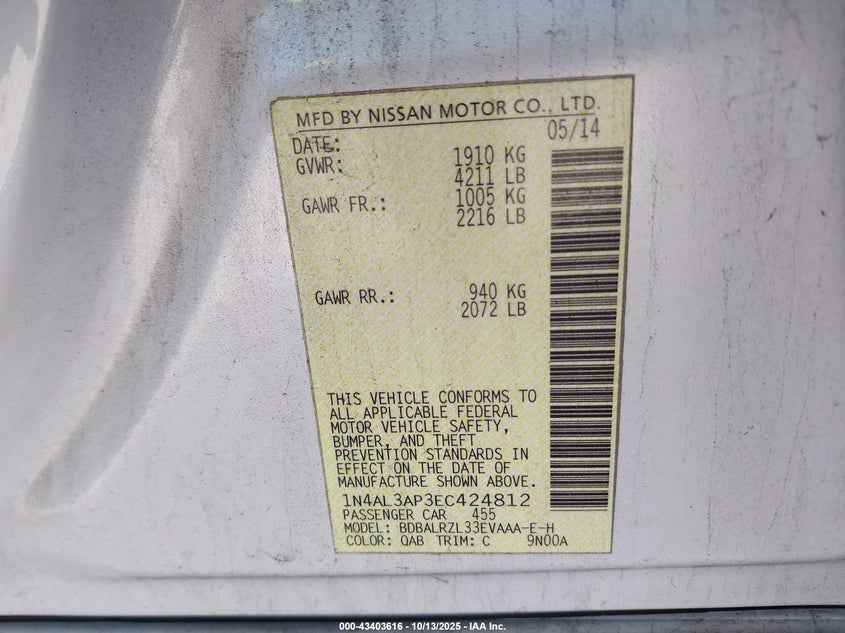 MFD BY NISSAN MOTOR CO., LTD.
DATE: 05/14
GVWR: 1910 KG
4211 LB
GAWR FR.: 1005 KG
2216 LB
GAWR RR.: 940 KG
2072 LB
THIS VEHICLE CONFORMS TO
ALL APPLICABLE FEDERAL
MOTOR VEHICLE SAFETY,
BUMPER, AND THEFT
PREVENTION STANDARDS IN
EFFECT ON THE DATE OF
MANUFACTURE SHOWN ABOVE.
1N4AL3AP3EC424812
PASSENGER CAR 455
MODEL: BDBALRZL33EVAAA-E-H
COLOR: QAB TRIM: C 9N00A
000-43403616 - 10/13/2025 - IAA Inc.